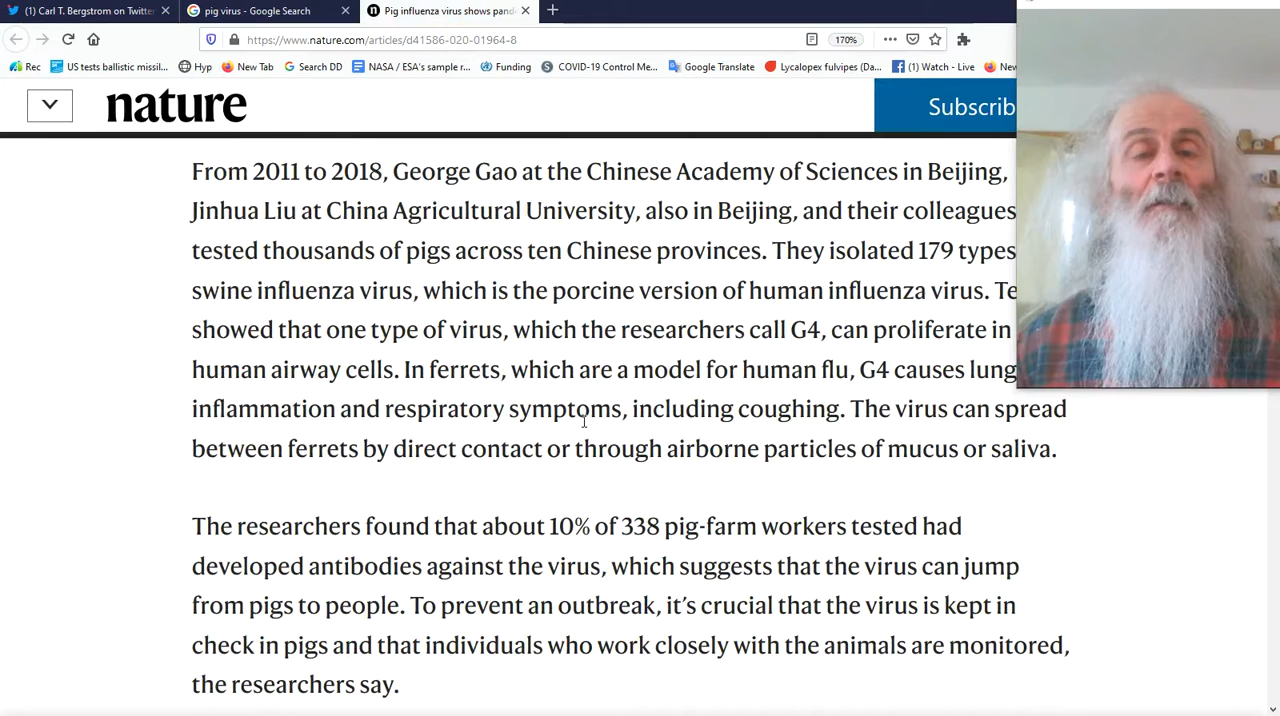 (1) Carl T. Bergstrom on Twitte
pig virus - Google Search
Pig influenza virus shows pand
https://www.nature.com/articles/d41586-020-01964-8
170%
Rec
US tests ballistic missil...
Hyp
New Tab
Search DD
NASA / ESA's sample r...
Funding
COVID-19 Control Me...
Google Translate
Lycalopex fulvipes (Da...
(1) Watch - Live
New
nature
Subscrib
From 2011 to 2018, George Gao at the Chinese Academy of Sciences in Beijing,
Jinhua Liu at China Agricultural University, also in Beijing, and their colleagues
tested thousands of pigs across ten Chinese provinces. They isolated 179 types
swine influenza virus, which is the porcine version of human influenza virus. Te
showed that one type of virus, which the researchers call G4, can proliferate in
human airway cells. In ferrets, which are a model for human flu, G4 causes lung
inflammation and respiratory symptoms, including coughing. The virus can spread
between ferrets by direct contact or through airborne particles of mucus or saliva.
The researchers found that about 10% of 338 pig-farm workers tested had
developed antibodies against the virus, which suggests that the virus can jump
from pigs to people. To prevent an outbreak, it's crucial that the virus is kept in
check in pigs and that individuals who work closely with the animals are monitored,
the researchers say.